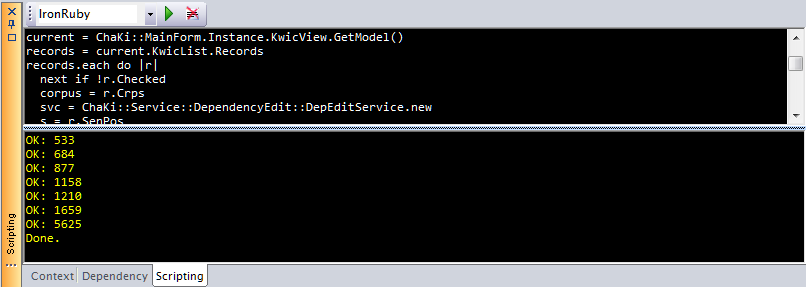 IronRuby
current = ChaKi::MainForm.Instance.KwicView.GetModel()
records = current.KwicList.Records
records.each do |r|
  next if !r.Checked
  corpus = r.Crps
  svc = ChaKi::Service::DependencyEdit::DepEditService.new
  s = r.SenPos
OK: 533
OK: 684
OK: 877
OK: 1158
OK: 1210
OK: 1659
OK: 5625
Done.
Scripting
Context Dependency Scripting